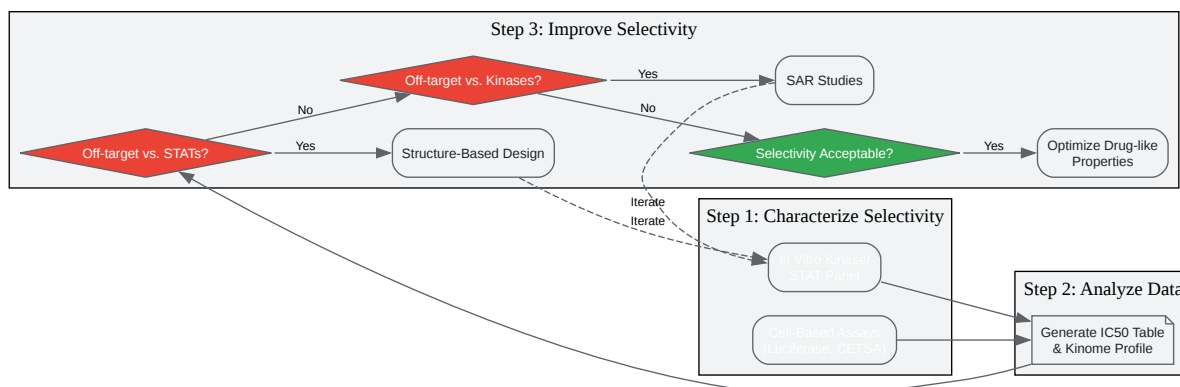 Step 3: Improve Selectivity
Off-target vs. Kinases?
Yes
SAR Studies
No
No
Off-target vs. STATs?
Yes
Structure-Based Design
Selectivity Acceptable?
Yes
Optimize Drug-like
Properties
Iterate
Iterate
Step 1: Characterize Selectivity
In Vitro Kinase/
STAT Panel
Step 2: Analyze Data
Cell-Based Assays
(Luciferase, CETSA)
Generate IC50 Table
& Kinome Profile